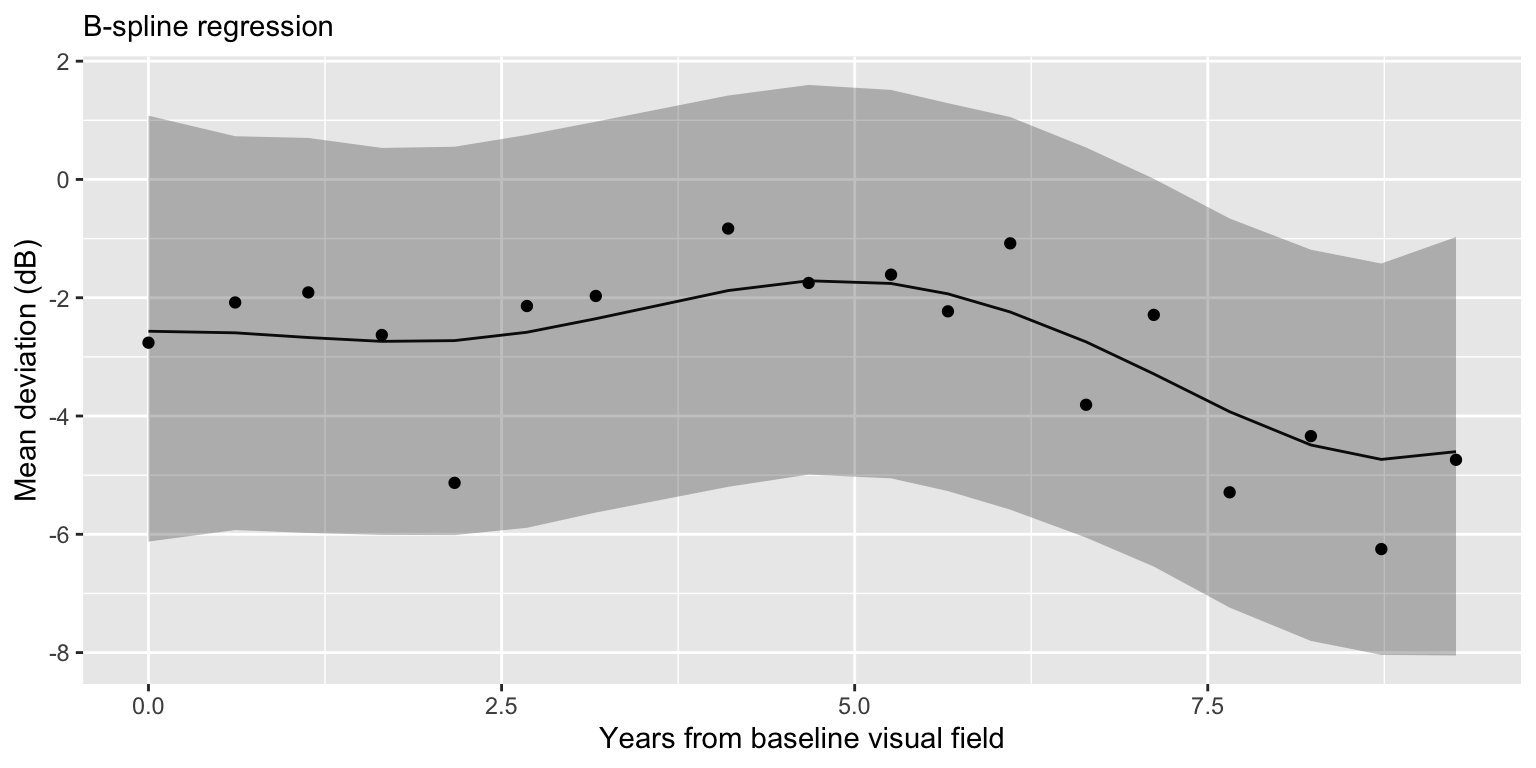 B-spline regression
2
0
-2
-4
-6
-8
Mean deviation (dB)
0.0 2.5 5.0 7.5
Years from baseline visual field